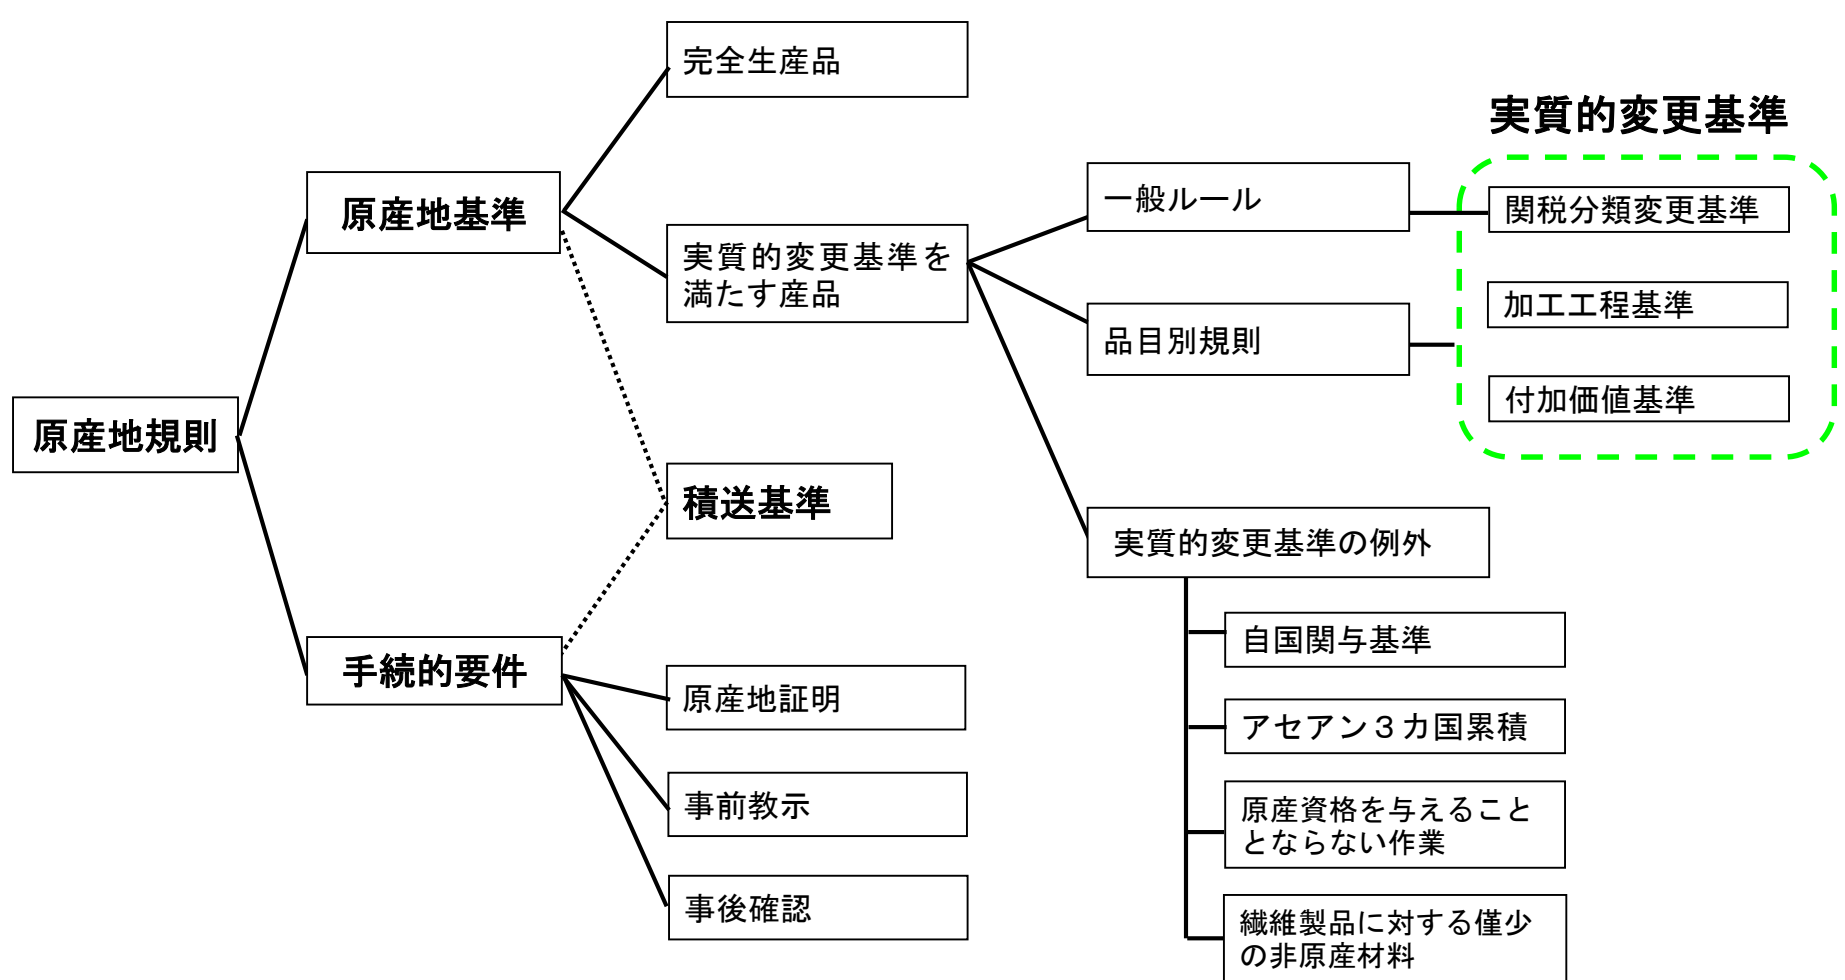 原産地規則
原産地基準
完全生産品
実質的変更基準を
満たす産品
一般ルール
実質的変更基準
関税分類変更基準
加工工程基準
付加価値基準
品目別規則
実質的変更基準の例外
自国関与基準
アセアン３カ国累積
原産資格を与えること
とならない作業
繊維製品に対する僅少
の非原産材料
積送基準
手続的要件
原産地証明
事前教示
事後確認